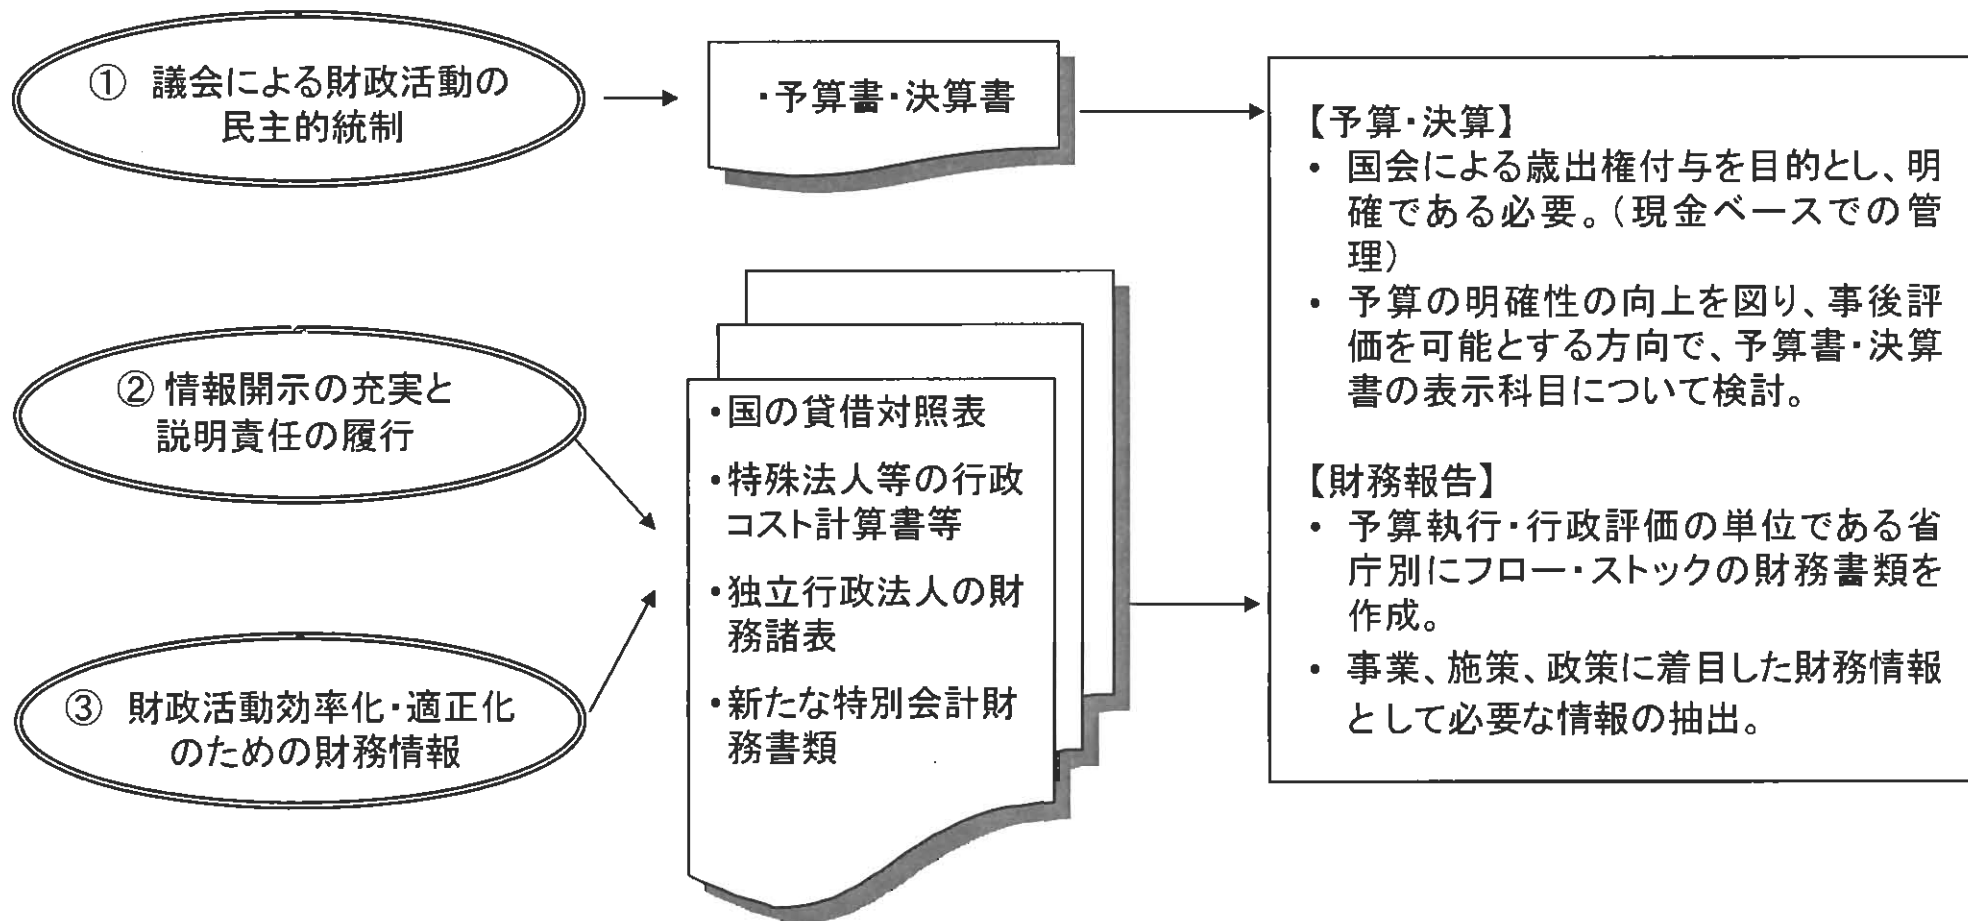 ① 議会による財政活動の
民主的統制
・予算書・決算書
② 情報開示の充実と
説明責任の履行
③ 財政活動効率化・適正化
のための財務情報
・国の貸借対照表
・特殊法人等の行政
コスト計算書等
・独立行政法人の財
務諸表
・新たな特別会計財
務書類
【予算・決算】
・ 国会による歳出権付与を目的とし、明
確である必要。（現金ベースでの管
理）
・ 予算の明確性の向上を図り、事後評
価を可能とする方向で、予算書・決算
書の表示科目について検討。
【財務報告】
・ 予算執行・行政評価の単位である省
庁別にフロー・ストックの財務書類を
作成。
・ 事業、施策、政策に着目した財務情報
として必要な情報の抽出。